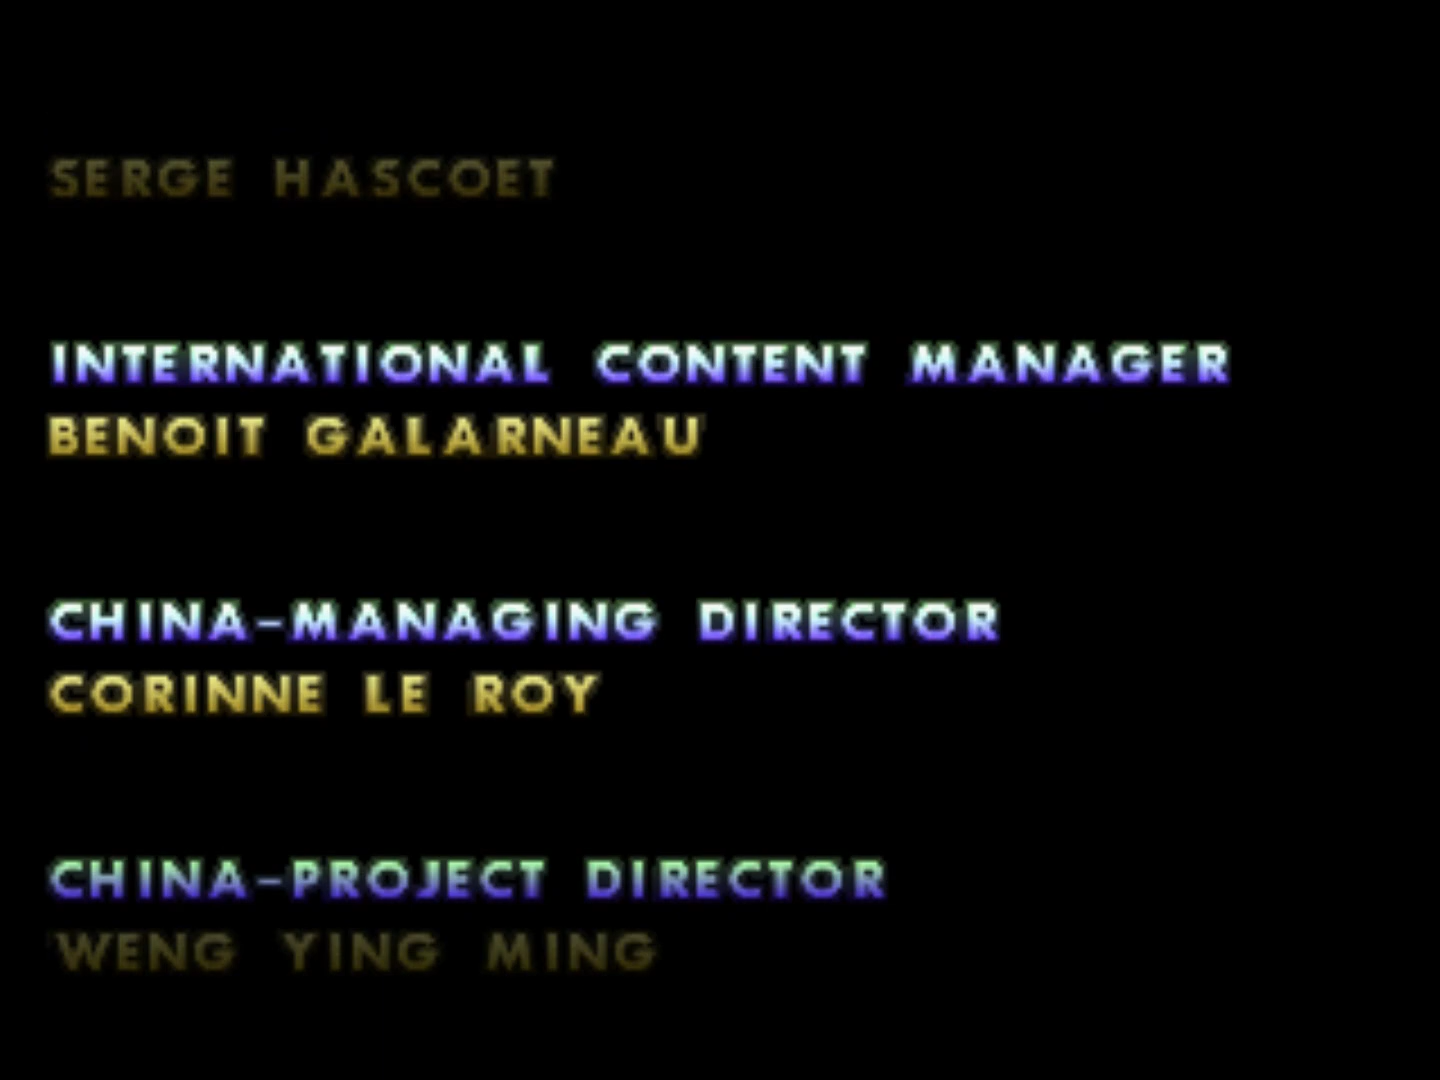 SERGE HASCOET
INTERNATIONAL CONTENT MANAGER
BENOIT GALARNEAU
CHINA-MANAGING DIRECTOR
CORINNE LE ROY
CHINA-PROJECT DIRECTOR
WENG YING MING